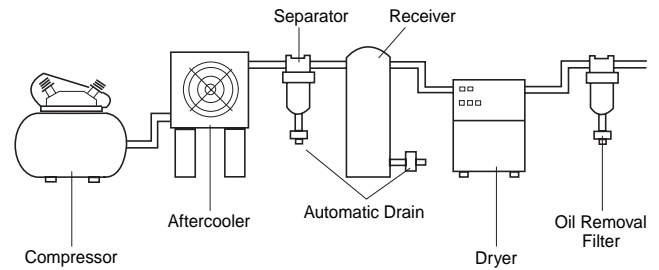 Separator
Receiver
Aftercooler
Automatic Drain
Oil Removal
Filter
Compressor
Dryer